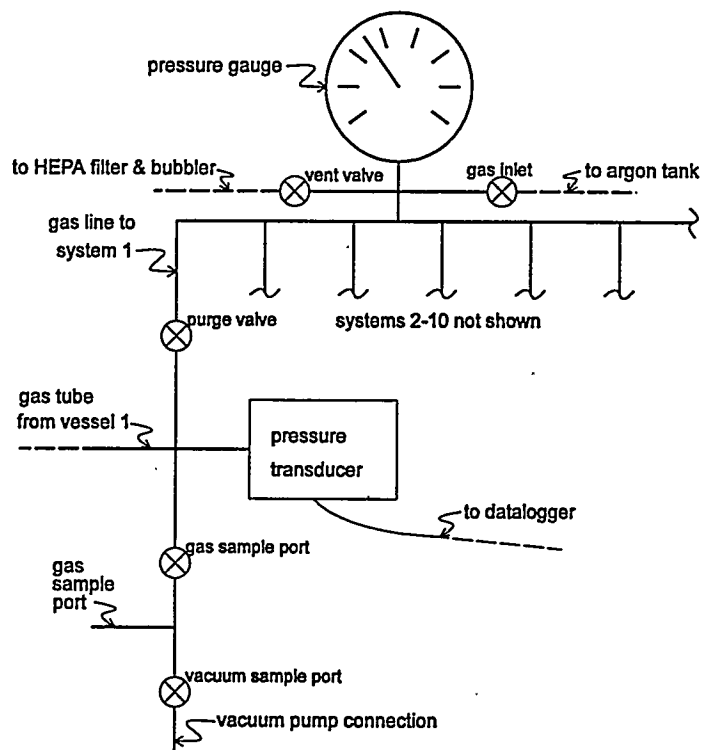 pressure gauge
to HEPA filter & bubbler
vent valve
gas inlet
to argon tank
gas line to
system 1
purge valve
systems 2-10 not shown
gas tube
from vessel 1
pressure
transducer
to datalogger
gas sample port
gas
sample
port
vacuum sample port
vacuum pump connection